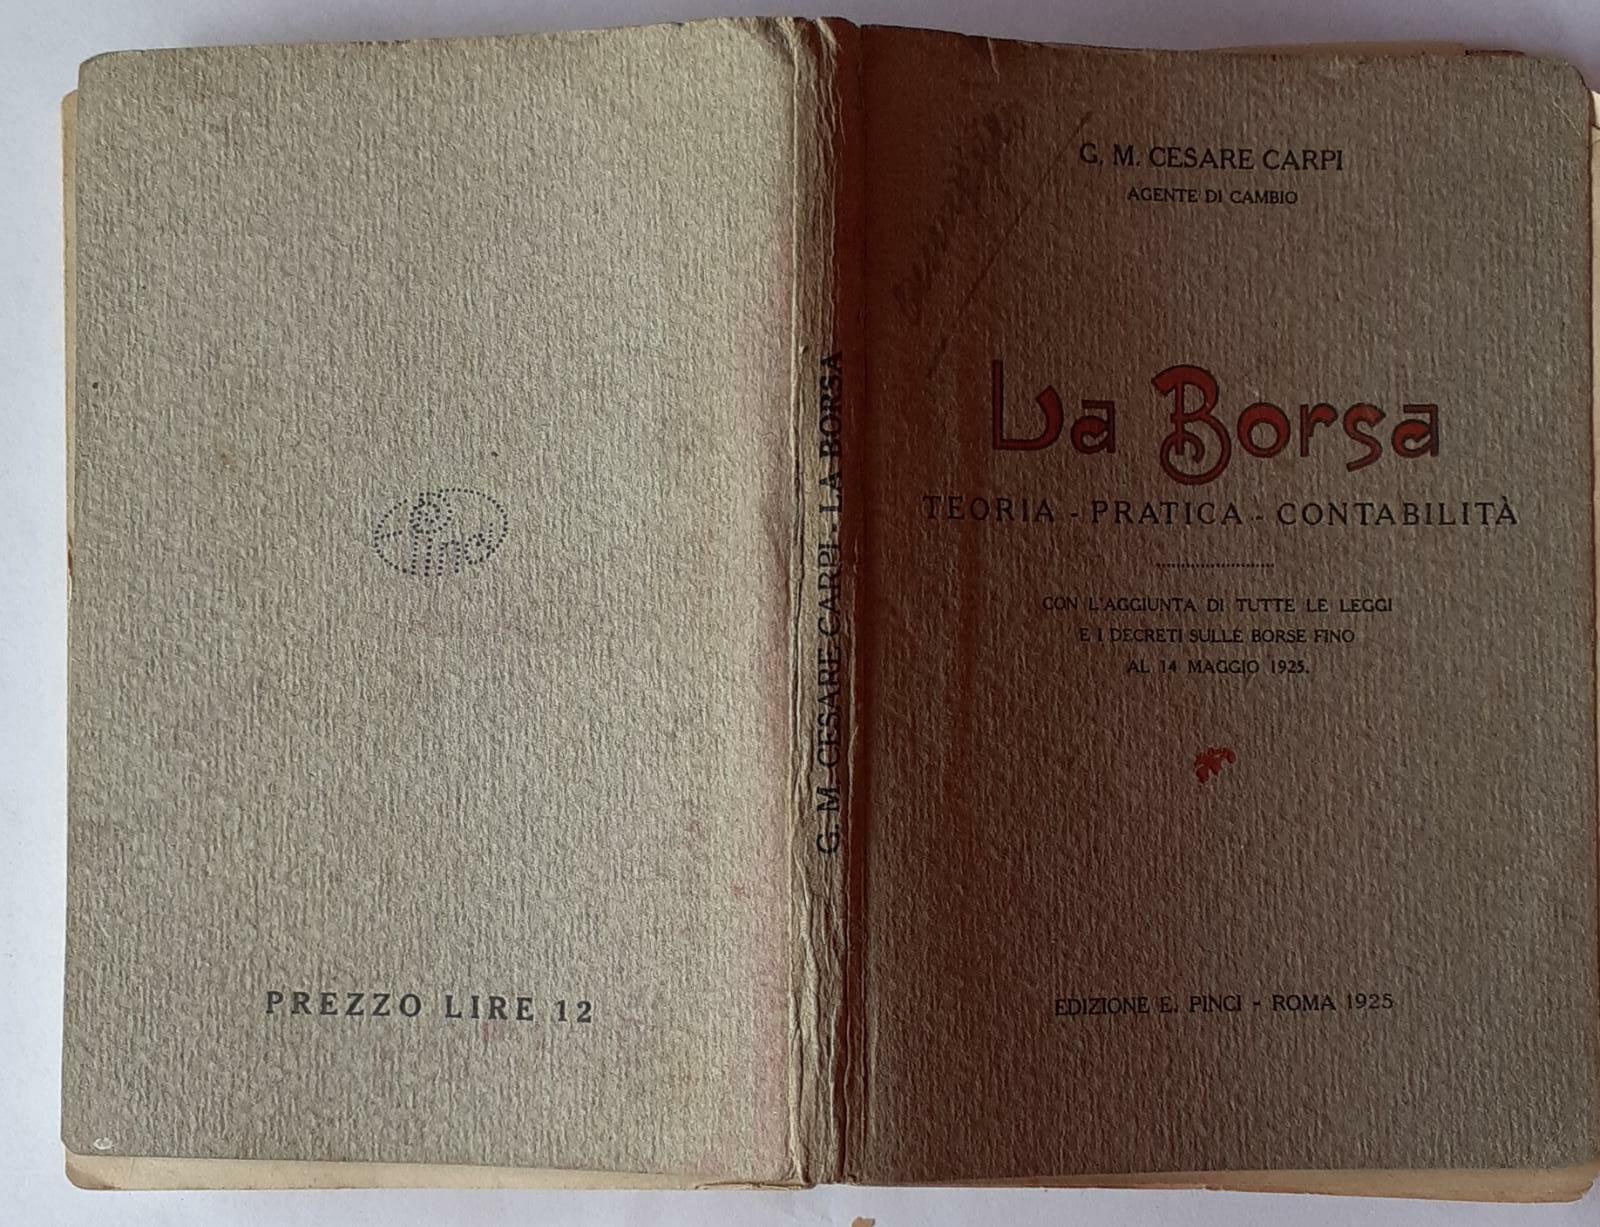 G. M. CESARE CARPI
AGENTE DI CAMBIO
La Borsa
TEORIA - PRATICA - CONTABILITÀ
CON L'AGGIUNTA DI TUTTE LE LEGGI
E I DECRETI SULLE BORSE FINO
AL 14 MAGGIO 1925.
EDIZIONE E. PINCI - ROMA 1925
G. M. CESARE CARPI - LA BORSA
PREZZO LIRE 12